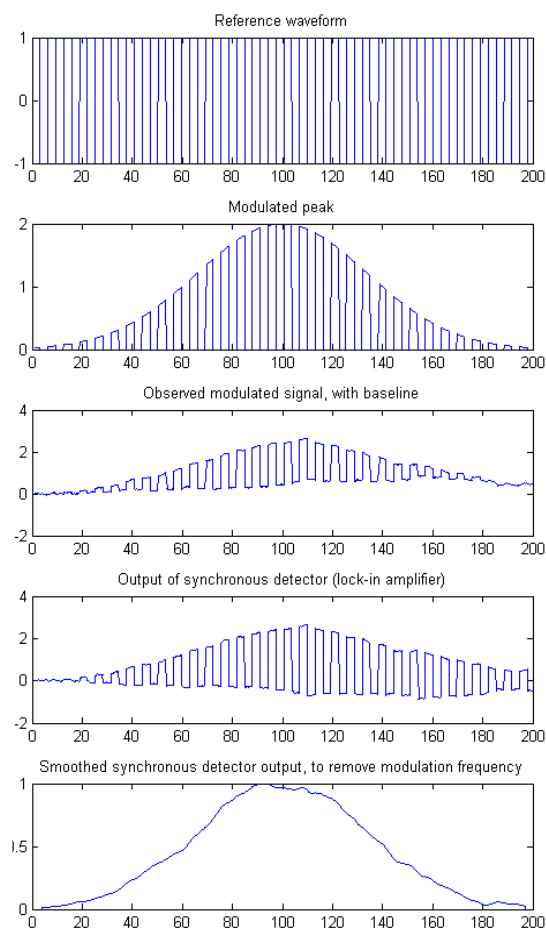 Reference waveform
1
0
-1
0 20 40 60 80 100 120 140 160 180 200
Modulated peak
2
1
0
0 20 40 60 80 100 120 140 160 180 200
Observed modulated signal, with baseline
4
2
0
-2
0 20 40 60 80 100 120 140 160 180 200
Output of synchronous detector (lock-in amplifier)
4
2
0
-2
0 20 40 60 80 100 120 140 160 180 200
Smoothed synchronous detector output, to remove modulation frequency
1
.5
0
0 20 40 60 80 100 120 140 160 180 200